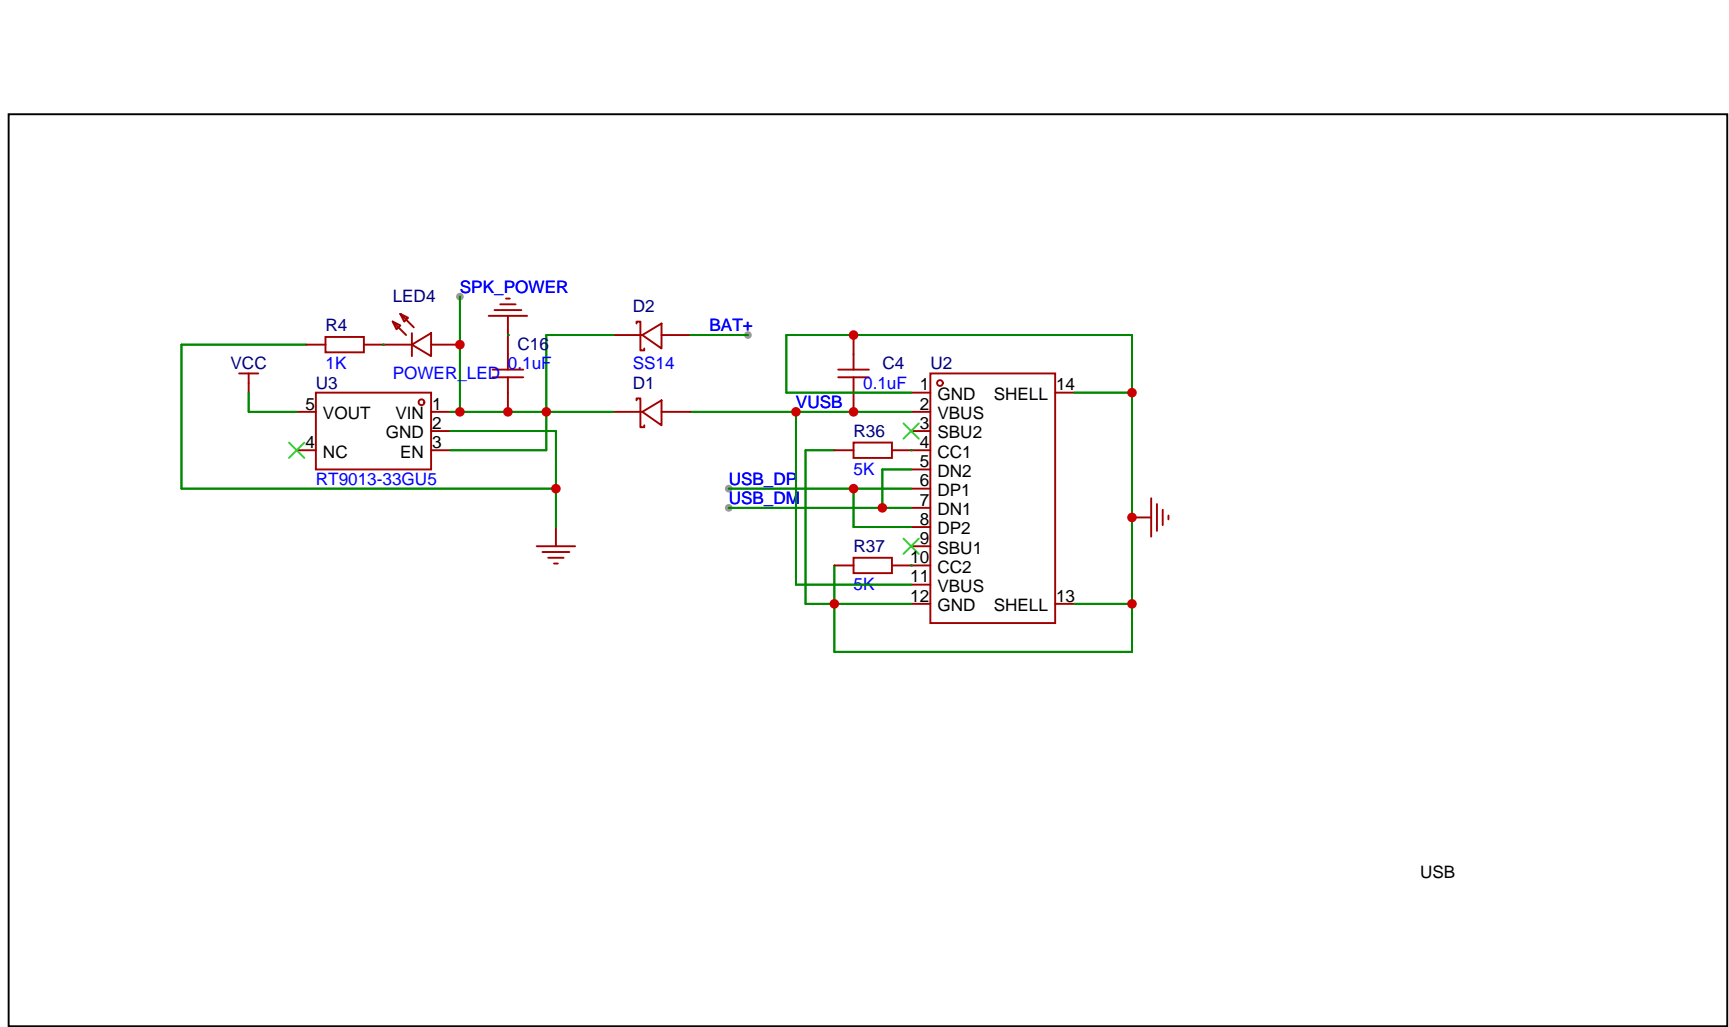 SPK_POWER
LED4
D2
R4
BAT+
C16
VCC
1K
0.1uF
SS14
C4
U2
POWER_LED
U3
D1
0.1uF
1
GND
SHELL
14
5
VOUT
VIN
1
VUSB
2
VBUS
GND
2
R36
3
SBU2
4
NC
EN
3
4
CC1
RT9013-33GU5
5K
5
DN2
USB_DP
6
DP1
USB_DM
7
DN1
8
DP2
R37
9
SBU1
10
CC2
5K
11
VBUS
12
GND
SHELL
13
USB